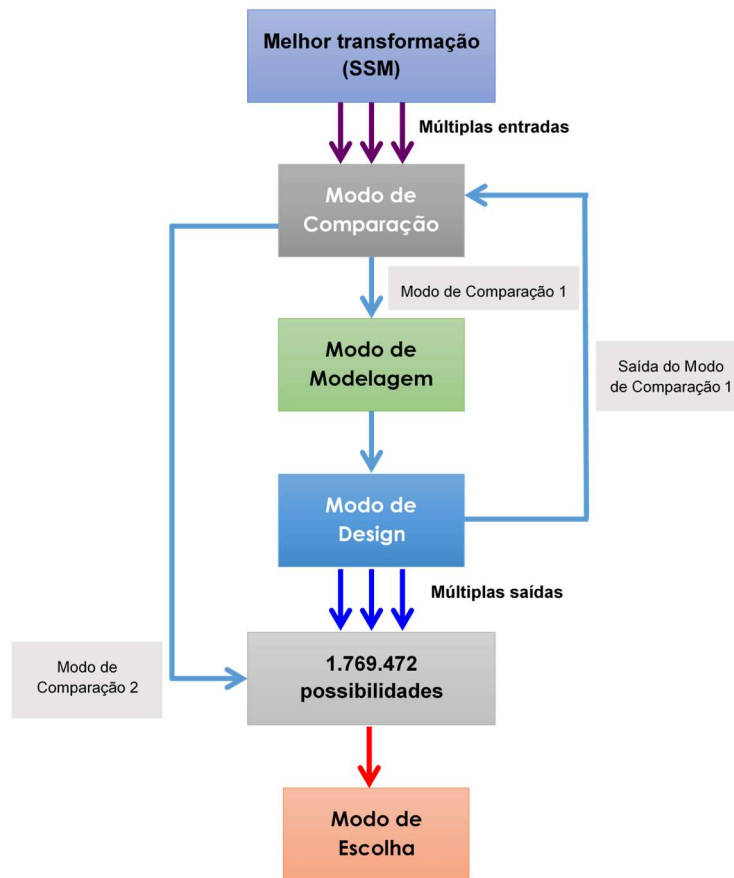 Melhor transformação
(SSM)
Múltiplas entradas
Modo de
Comparação
Modo de Comparação 1
Modo de
Modelagem
Saída do Modo
de Comparação 1
Modo de
Design
Múltiplas saídas
Modo de
Comparação 2
1.769.472
possibilidades
Modo de
Escolha